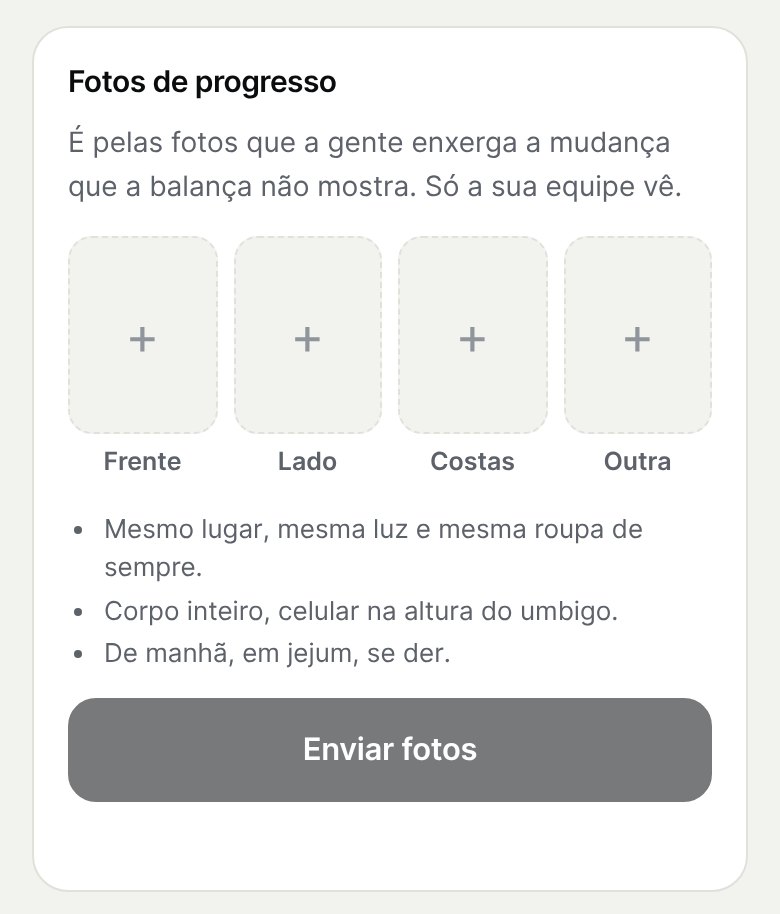 Fotos de progresso
É pelas fotos que a gente enxerga a mudança
que a balança não mostra. Só a sua equipe vê.
+ + + +
Frente Lado Costas Outra
• Mesmo lugar, mesma luz e mesma roupa de
sempre.
• Corpo inteiro, celular na altura do umbigo.
• De manhã, em jejum, se der.
Enviar fotos